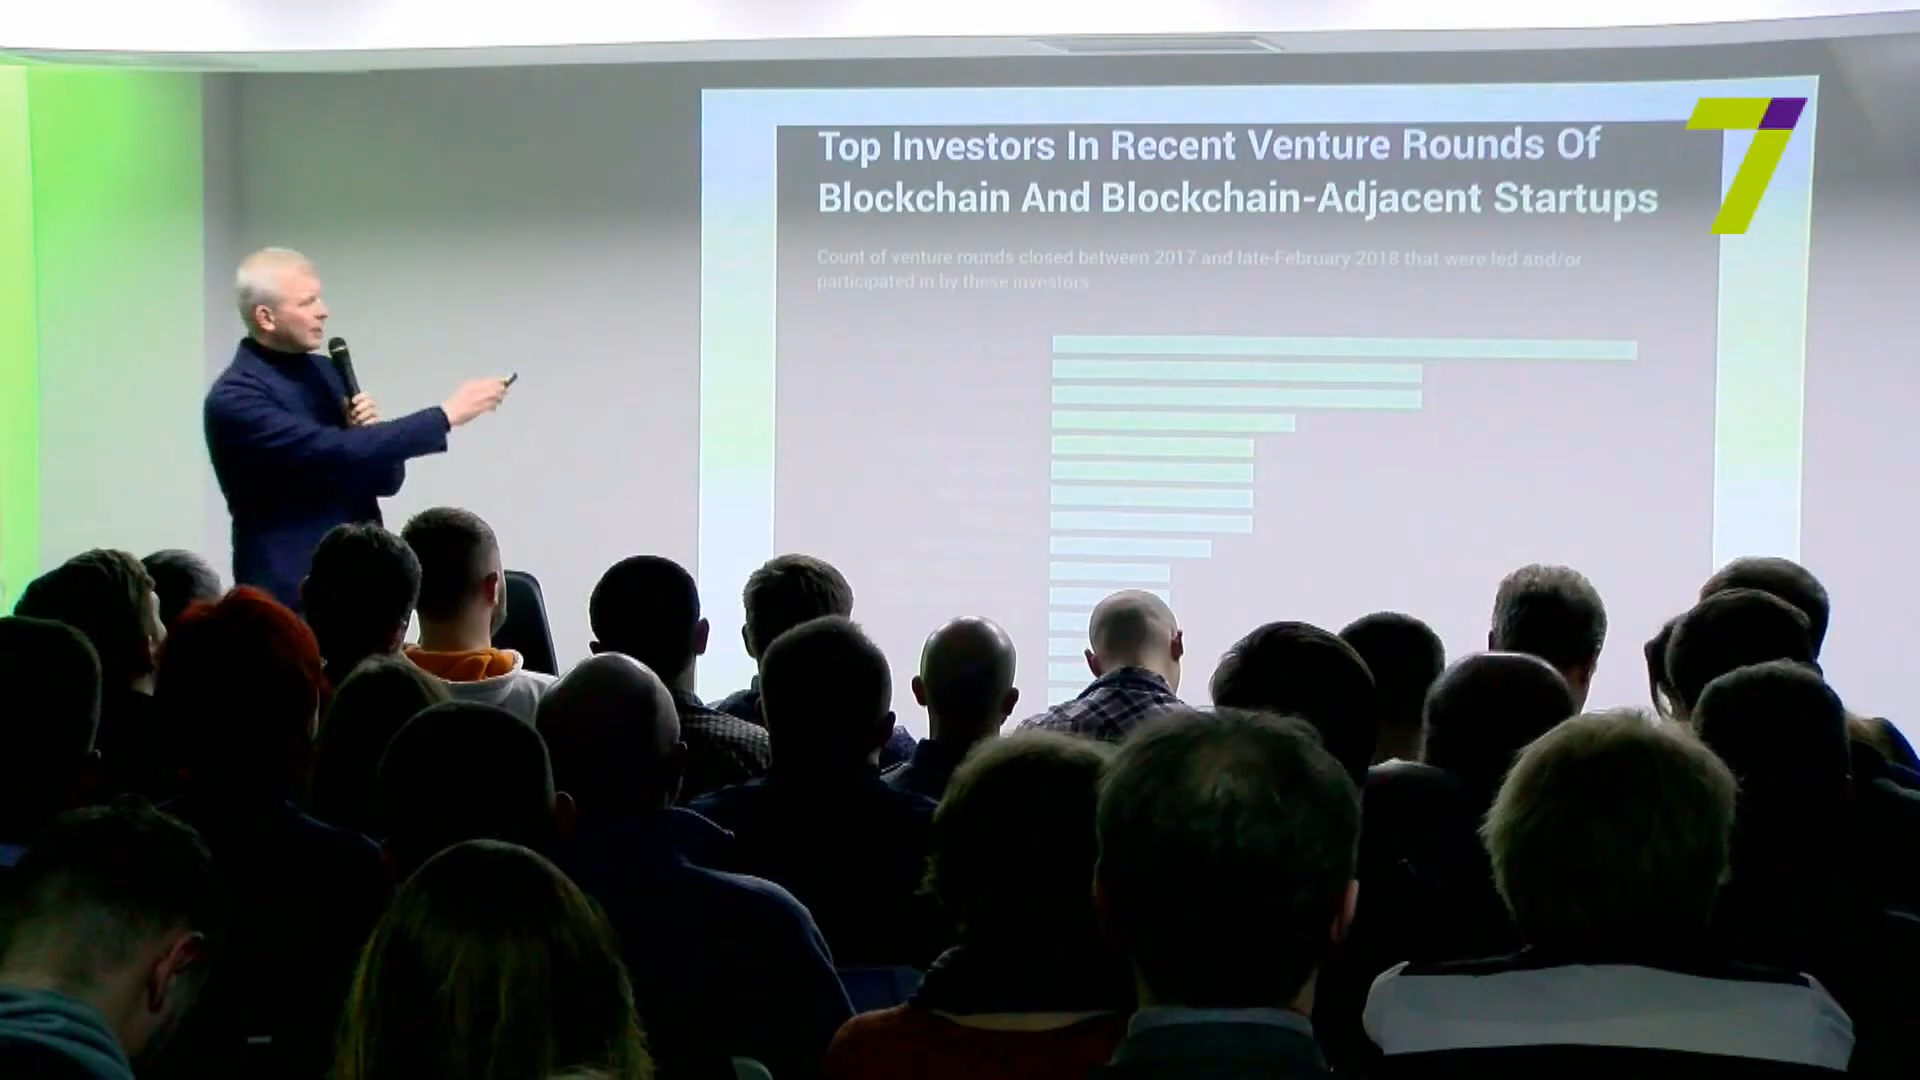 7
Top Investors In Recent Venture Rounds Of
Blockchain And Blockchain-Adjacent Startups
Count of venture rounds closed between 2017 and late-February 2018 that were led and/or
participated in by these investors